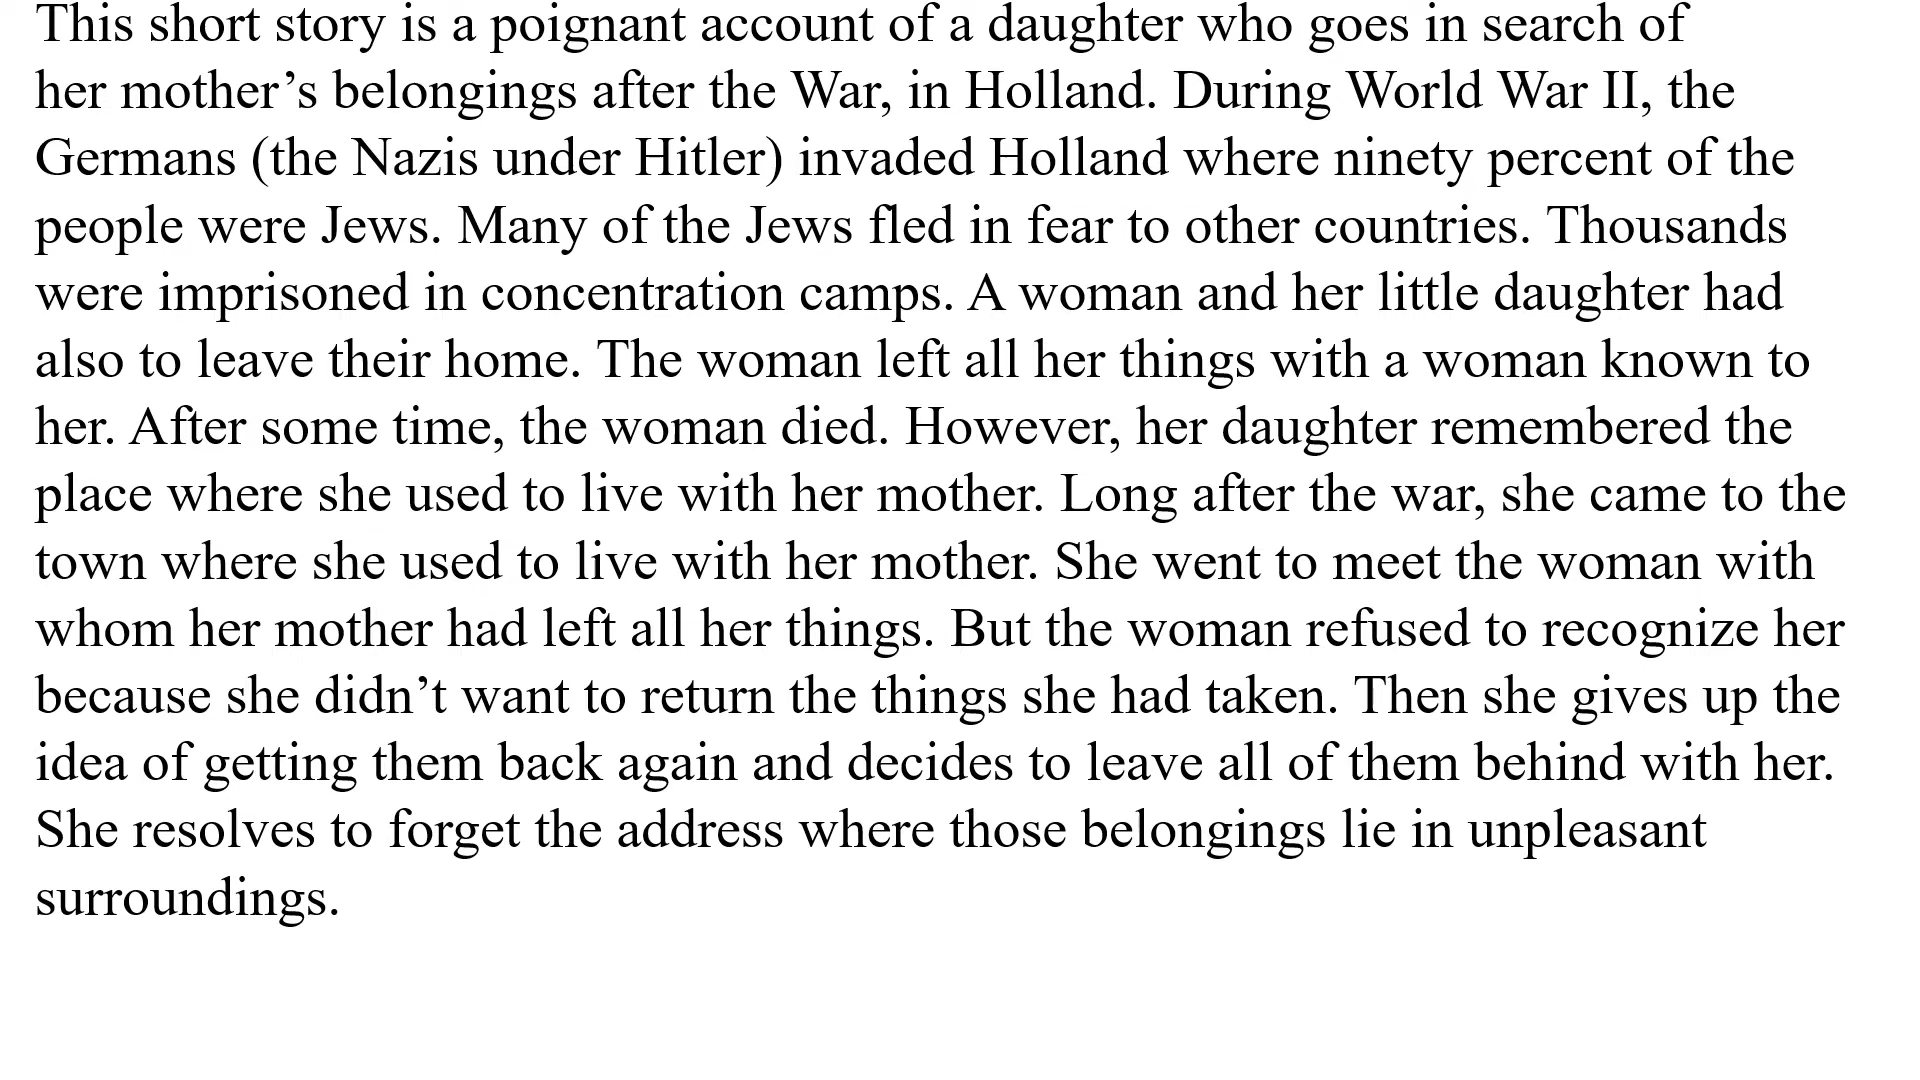 This short story is a poignant account of a daughter who goes in search of
her mother’s belongings after the War, in Holland. During World War II, the
Germans (the Nazis under Hitler) invaded Holland where ninety percent of the
people were Jews. Many of the Jews fled in fear to other countries. Thousands
were imprisoned in concentration camps. A woman and her little daughter had
also to leave their home. The woman left all her things with a woman known to
her. After some time, the woman died. However, her daughter remembered the
place where she used to live with her mother. Long after the war, she came to the
town where she used to live with her mother. She went to meet the woman with
whom her mother had left all her things. But the woman refused to recognize her
because she didn’t want to return the things she had taken. Then she gives up the
idea of getting them back again and decides to leave all of them behind with her.
She resolves to forget the address where those belongings lie in unpleasant
surroundings.